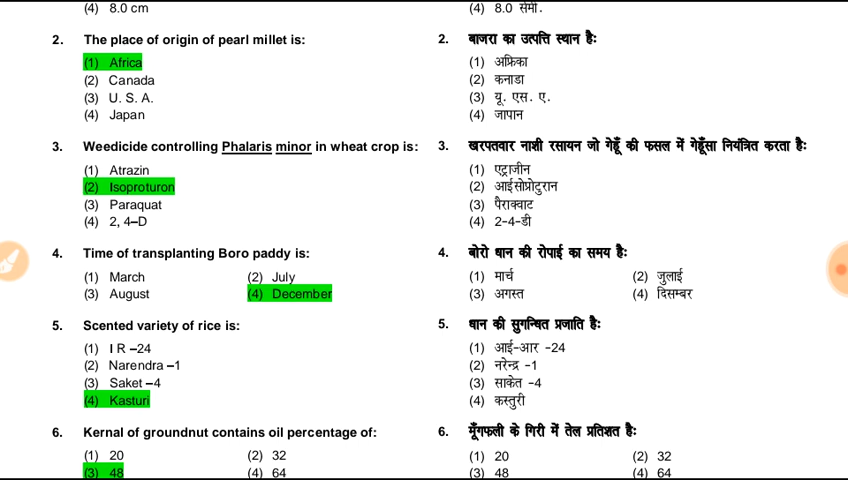 (4) 8.0 cm
2. The place of origin of pearl millet is:
(1) Africa
(2) Canada
(3) U. S. A.
(4) Japan
3. Weedicide controlling Phalaris minor in wheat crop is:
(1) Atrazin
(2) Isoproturon
(3) Paraquat
(4) 2, 4–D
4. Time of transplanting Boro paddy is:
(1) March (2) July
(3) August (4) December
5. Scented variety of rice is:
(1) I R –24
(2) Narendra –1
(3) Saket –4
(4) Kasturi
6. Kernal of groundnut contains oil percentage of:
(1) 20 (2) 32
(3) 48 (4) 64
(4) 8.0 सेमी.
2. बाजरा का उत्पत्ति स्थान है:
(1) अफ्रिका
(2) कनाडा
(3) यू. एस. ए.
(4) जापान
3. खरपतवार नाशी रसायन जो गेहूँ की फसल में गेहूँसा नियंत्रित करता है:
(1) एट्राजीन
(2) आईसोप्रोटुरान
(3) पैराक्वाट
(4) 2-4-डी
4. बोरो धान की रोपाई का समय है:
(1) मार्च (2) जुलाई
(3) अगस्त (4) दिसम्बर
5. धान की सुगन्धित प्रजाति है:
(1) आई-आर -24
(2) नरेन्द्र -1
(3) साकेत -4
(4) कस्तुरी
6. मूँगफली के गिरी में तेल प्रतिशत है:
(1) 20 (2) 32
(3) 48 (4) 64